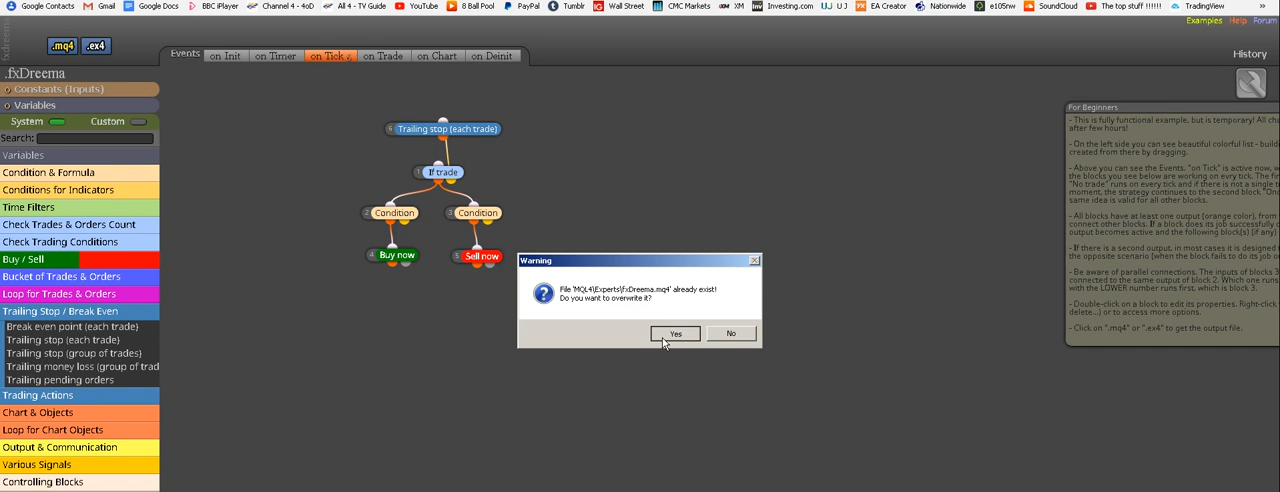 Google Contacts Gmail Google Docs BBC iPlayer Channel 4 - 4oD All 4 - TV Guide YouTube 8 Ball Pool PayPal Tumblr Wall Street CMC Markets XM Investing.com U J EA Creator Nationwide e105rw SoundCloud The top stuff !!!!!! TradingView »
Examples Help Forum
fxdreema
.mq4 .ex4
Events on Init on Timer on Tick on Trade on Chart on Deinit
History
.fxDreema
Constants (Inputs)
Variables
System Custom
Search:
Variables
Condition & Formula
Conditions for Indicators
Time Filters
Check Trades & Orders Count
Check Trading Conditions
Buy / Sell
Bucket of Trades & Orders
Loop for Trades & Orders
Trailing Stop / Break Even
Break even point (each trade)
Trailing stop (each trade)
Trailing stop (group of trades)
Trailing money loss (group of trad
Trailing pending orders
Trading Actions
Chart & Objects
Loop for Chart Objects
Output & Communication
Various Signals
Controlling Blocks
6 Trailing stop (each trade)
1 If trade
2 Condition
3 Condition
4 Buy now
5 Sell now
Warning
File 'MQL4\Experts\fxDreema.mq4' already exist!
Do you want to overwrite it?
Yes No
For Beginners
- This is fully functional example, but is temporary! All ch
after few hours!
- On the left side you can see beautiful colorful list - build
created from there by dragging.
- Above you can see the Events. "on Tick" is active now, w
the blocks you see below are working on evry tick. The fir
"No trade" runs on every tick and if there is not a single t
moment, the strategy continues to the second block "On
same idea is valid for all other blocks.
- All blocks have at least one output (orange color), from
connect other blocks. If a block does its job successfully
output becomes active and the following block(s) (if any)
- If there is a second output, in most cases it is designed
the opposite scenario (when the block fails to do its job o
- Be aware of parallel connections. The inputs of blocks 3
connected to the same output of block 2. Which one runs
with the LOWER number runs first, which is block 3.
- Double-click on a block to edit its properties. Right-click
delete...) or to access more options.
- Click on ".mq4" or ".ex4" to get the output file.